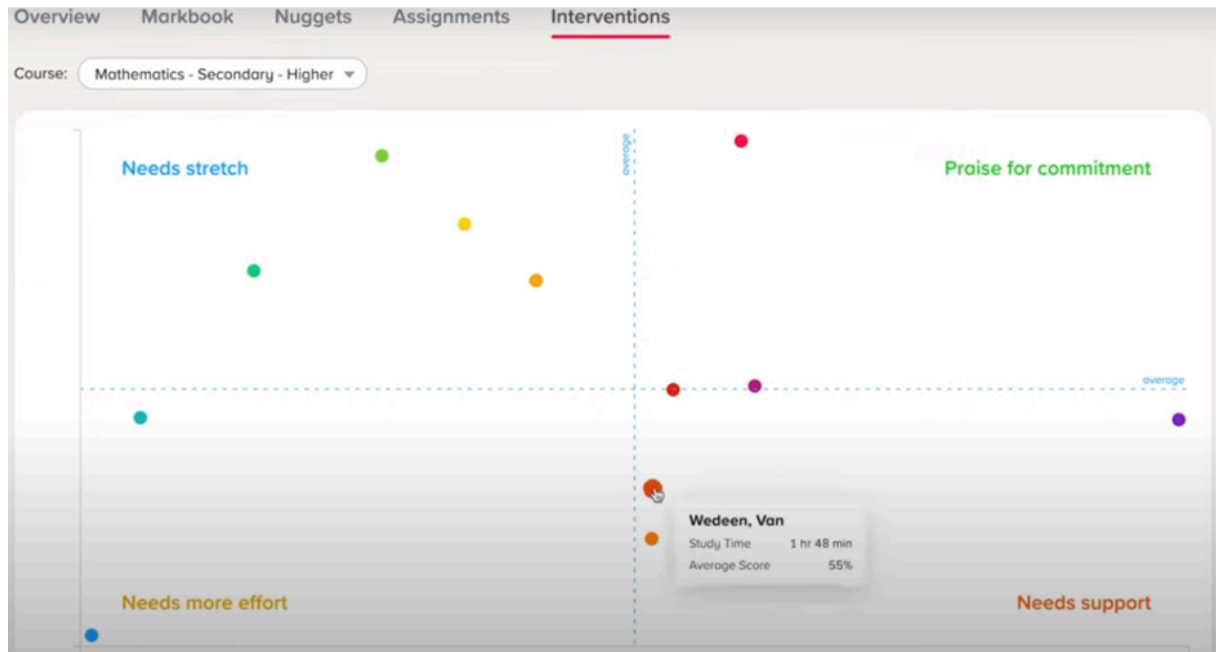 Overview Markbook Nuggets Assignments Interventions
Course: Mathematics - Secondary - Higher
Needs stretch
average
Praise for commitment
average
Wedeen, Van
Study Time 1 hr 48 min
Average Score 55%
Needs more effort
Needs support